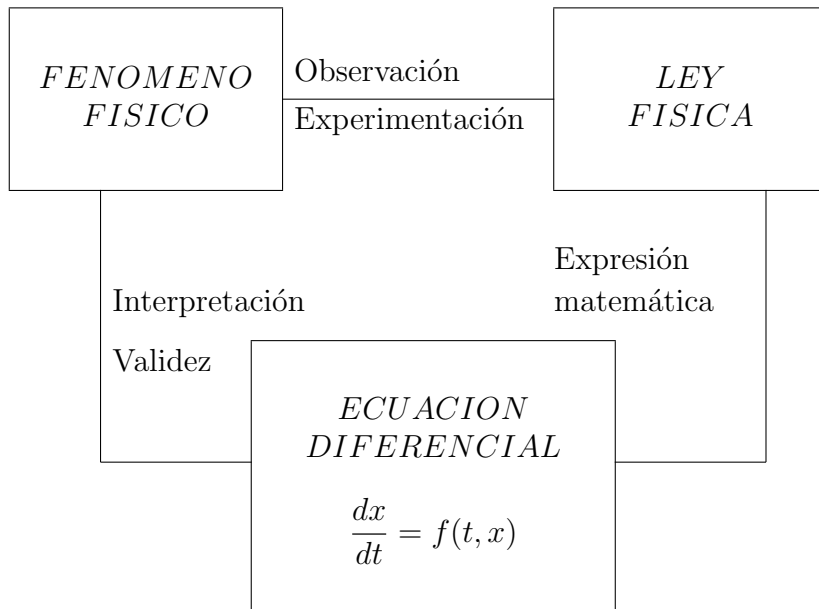 FENOMENO
FISICO
Observación
Experimentación
LEY
FISICA
Interpretación
Validez
Expresión
matemática
ECUACION
DIFERENCIAL
dx/dt = f(t, x)